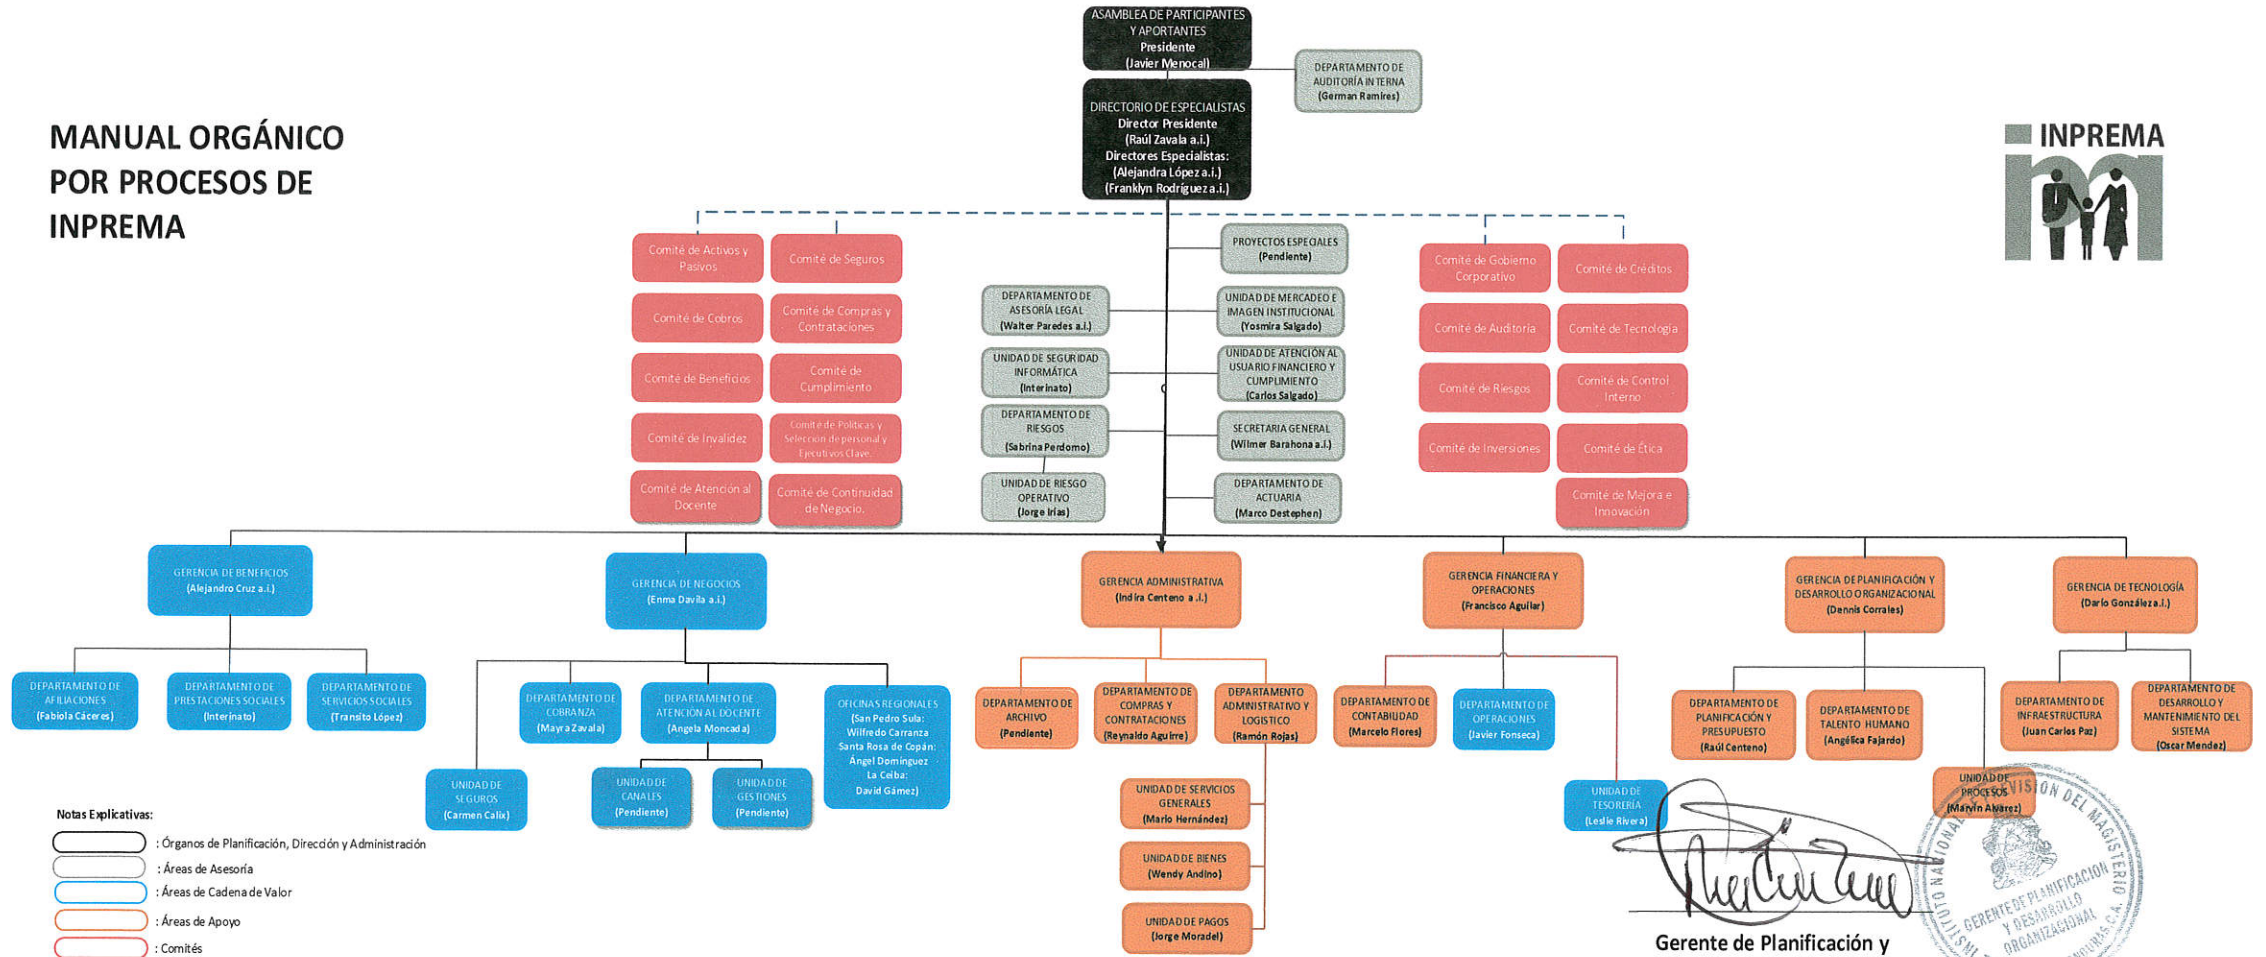 ASAMBLEA DE PARTICIPANTES
Y APORTANTES
Presidente
(Javier Menocal)
DEPARTAMENTO DE
AUDITORÍA INTERNA
(German Ramires)
DIRECTORIO DE ESPECIALISTAS
Director Presidente
(Raúl Zavala a.i.)
Directores Especialistas:
(Alejandra López a.i.)
(Franklyn Rodríguez a.i.)
MANUAL ORGÁNICO
POR PROCESOS DE
INPREMA
INPREMA
Comité de Activos y
Pasivos
Comité de Seguros
Comité de Cobros
Comité de Compras y
Contrataciones
Comité de Beneficios
Comité de
Cumplimiento
Comité de Invalidez
Comité de Políticas y
Selección de personal y
Ejecutivos Clave.
Comité de Atención al
Docente
Comité de Continuidad
de Negocio.
PROYECTOS ESPECIALES
(Pendiente)
DEPARTAMENTO DE
ASESORÍA LEGAL
(Walter Paredes a.i.)
UNIDAD DE MERCADEO E
IMAGEN INSTITUCIONAL
(Yosmira Salgado)
UNIDAD DE SEGURIDAD
INFORMÁTICA
(Interinato)
UNIDAD DE ATENCIÓN AL
USUARIO FINANCIERO Y
CUMPLIMIENTO
(Carlos Salgado)
DEPARTAMENTO DE
RIESGOS
(Sabrina Perdomo)
SECRETARIA GENERAL
(Wilmer Barahona a.i.)
UNIDAD DE RIESGO
OPERATIVO
(Jorge Irías)
DEPARTAMENTO DE
ACTUARIA
(Marco Destephen)
Comité de Gobierno
Corporativo
Comité de Créditos
Comité de Auditoría
Comité de Tecnología
Comité de Riesgos
Comité de Control
Interno
Comité de Inversiones
Comité de Ética
Comité de Mejora e
Innovación
GERENCIA DE BENEFICIOS
(Alejandro Cruz a.i.)
GERENCIA DE NEGOCIOS
(Enma Davila a.i.)
GERENCIA ADMINISTRATIVA
(Indira Centeno a.i.)
GERENCIA FINANCIERA Y
OPERACIONES
(Francisco Aguilar)
GERENCIA DE PLANIFICACIÓN Y
DESARROLLO ORGANIZACIONAL
(Dennis Corrales)
GERENCIA DE TECNOLOGÍA
(Darío González a.i.)
DEPARTAMENTO DE
AFILIACIONES
(Fabiola Cáceres)
DEPARTAMENTO DE
PRESTACIONES SOCIALES
(Interinato)
DEPARTAMENTO DE
SERVICIOS SOCIALES
(Transito López)
DEPARTAMENTO DE
COBRANZA
(Mayra Zavala)
DEPARTAMENTO DE
ATENCIÓN AL DOCENTE
(Angela Moncada)
OFICINAS REGIONALES
(San Pedro Sula:
Wilfredo Carranza
Santa Rosa de Copán:
Ángel Domínguez
La Ceiba:
David Gámez)
UNIDAD DE
SEGUROS
(Carmen Calix)
UNIDAD DE
CANALES
(Pendiente)
UNIDAD DE
GESTIONES
(Pendiente)
DEPARTAMENTO DE
ARCHIVO
(Pendiente)
DEPARTAMENTO DE
COMPRAS Y
CONTRATACIONES
(Reynaldo Aguirre)
DEPARTAMENTO
ADMINISTRATIVO Y
LOGISTICO
(Ramón Rojas)
UNIDAD DE SERVICIOS
GENERALES
(Mario Hernández)
UNIDAD DE BIENES
(Wendy Andino)
UNIDAD DE PAGOS
(Jorge Moradel)
DEPARTAMENTO DE
CONTABILIDAD
(Marcelo Flores)
DEPARTAMENTO DE
OPERACIONES
(Javier Fonseca)
UNIDAD DE
TESORERÍA
(Leslie Rivera)
DEPARTAMENTO DE
PLANIFICACIÓN Y
PRESUPUESTO
(Raúl Centeno)
DEPARTAMENTO DE
TALENTO HUMANO
(Angélica Fajardo)
UNIDAD DE
PROCESOS
(Marvin Alvarez)
DEPARTAMENTO DE
INFRAESTRUCTURA
(Juan Carlos Paz)
DEPARTAMENTO DE
DESARROLLO Y
MANTENIMIENTO DEL
SISTEMA
(Oscar Mendez)
Notas Explicativas:
: Órganos de Planificación, Dirección y Administración
: Áreas de Asesoría
: Áreas de Cadena de Valor
: Áreas de Apoyo
: Comités
GERENTE DE PLANIFICACION
Y DESARROLLO
ORGANIZACIONAL
Gerente de Planificación y